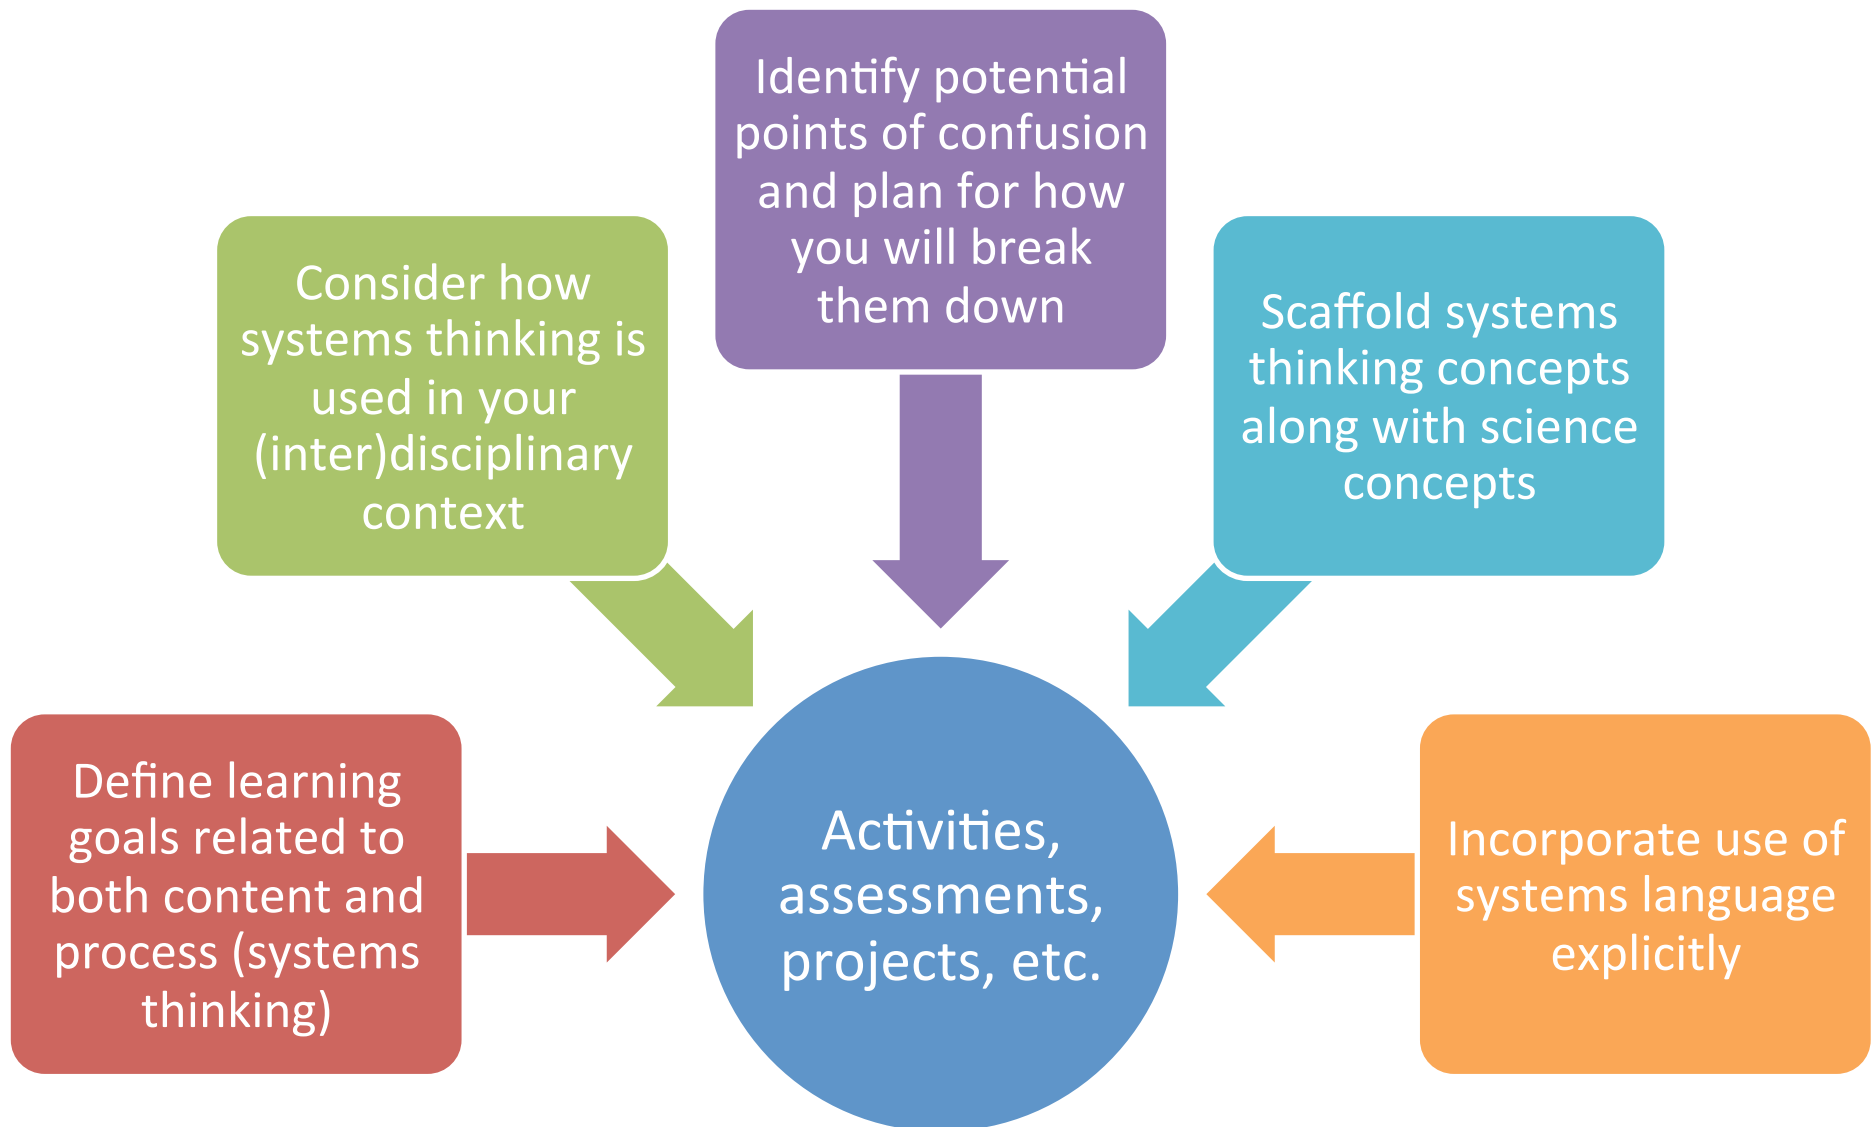 Identify potential
points of confusion
and plan for how
you will break
them down
Consider how
systems thinking is
used in your
(inter)disciplinary
context
Scaffold systems
thinking concepts
along with science
concepts
Define learning
goals related to
both content and
process (systems
thinking)
Activities,
assessments,
projects, etc.
Incorporate use of
systems language
explicitly